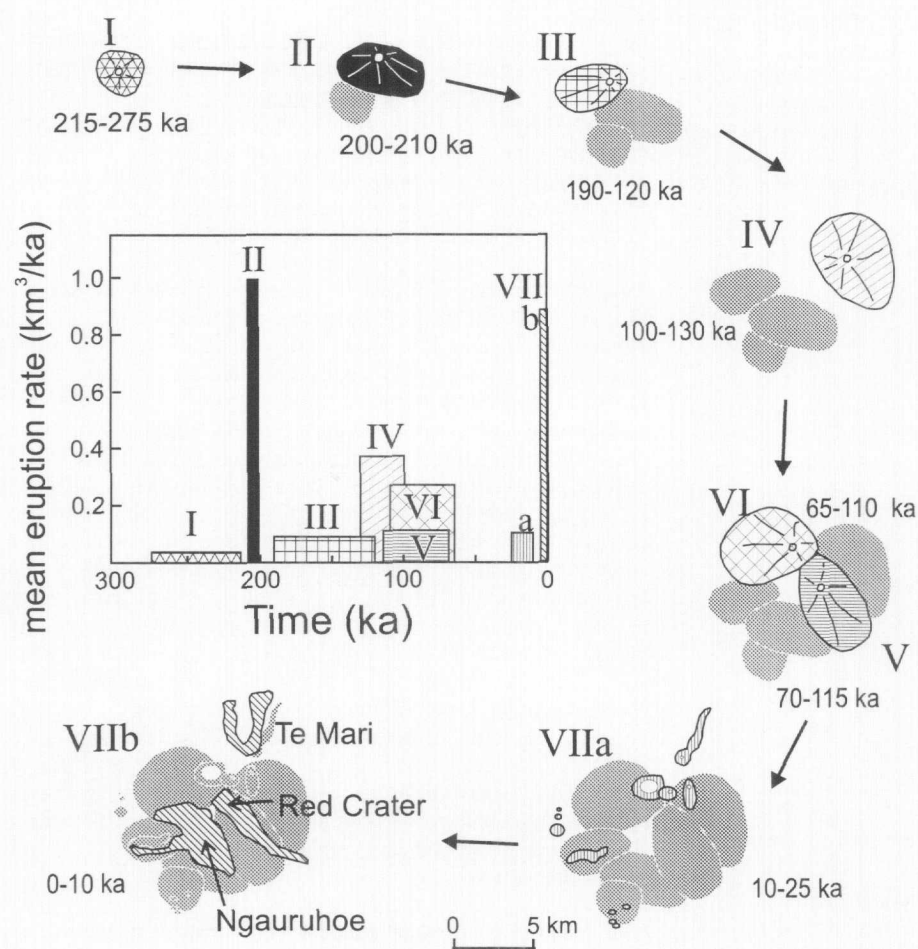 I
II
III
215-275 ka
200-210 ka
190-120 ka
IV
100-130 ka
mean eruption rate (km³/ka)
1.0
0.8
0.6
0.4
0.2
I
II
III
IV
VI
V
VII
b
a
300
200
100
0
Time (ka)
VI
65-110 ka
V
70-115 ka
VIIb
Te Mari
Red Crater
Ngauruhoe
0-10 ka
VIIa
10-25 ka
0
5 km